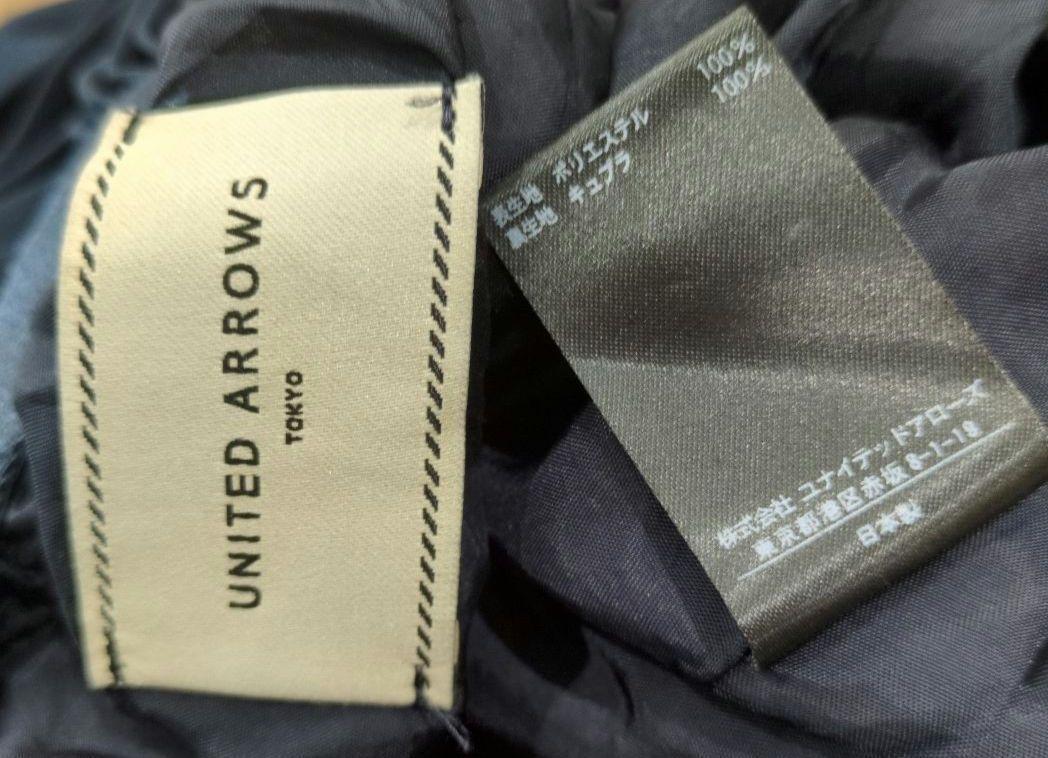 UNITED ARROWS
TOKYO
表生地 ポリエステル 100%
裏生地 キュプラ 100%
株式会社 ユナイテッドアローズ
東京都港区赤坂 8-1-19
日本製